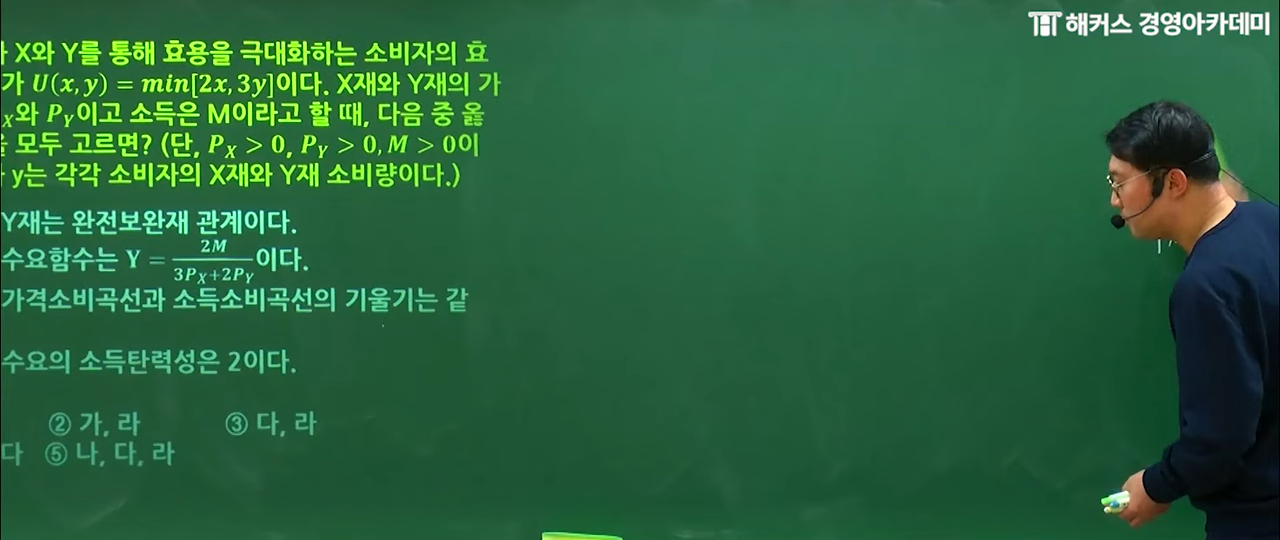 해커스 경영아카데미
X와 Y를 통해 효용을 극대화하는 소비자의 효
가 U(x, y) = min[2x, 3y]이다. X재와 Y재의 가
X와 P_Y이고 소득은 M이라고 할 때, 다음 중 옳
모두 고르면? (단, P_X > 0, P_Y > 0, M > 0이
y는 각각 소비자의 X재와 Y재 소비량이다.)
Y재는 완전보완재 관계이다.
수요함수는 Y = 2M/(3P_X+2P_Y)이다.
가격소비곡선과 소득소비곡선의 기울기는 같
수요의 소득탄력성은 2이다.
② 가, 라 ③ 다, 라
다 ⑤ 나, 다, 라